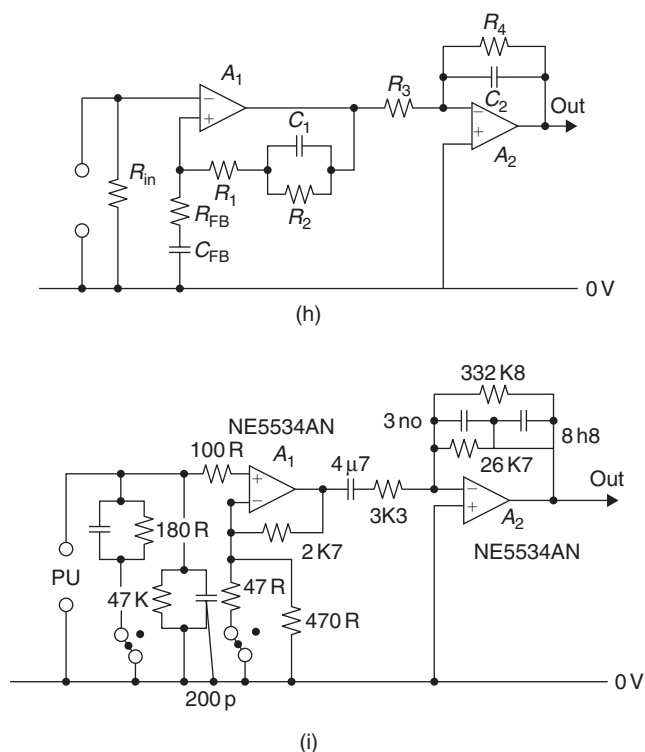 R4
C2
A1
R3
Out
C1
A2
Rin
R1
R2
RFB
CFB
0 V
(h)
332 K8
NE5534AN
3 no
8 h8
100 R
A1
4 µ7
26 K7
Out
3K3
A2
180 R
2 K7
NE5534AN
PU
47 K
47 R
470 R
0 V
200 p
(i)